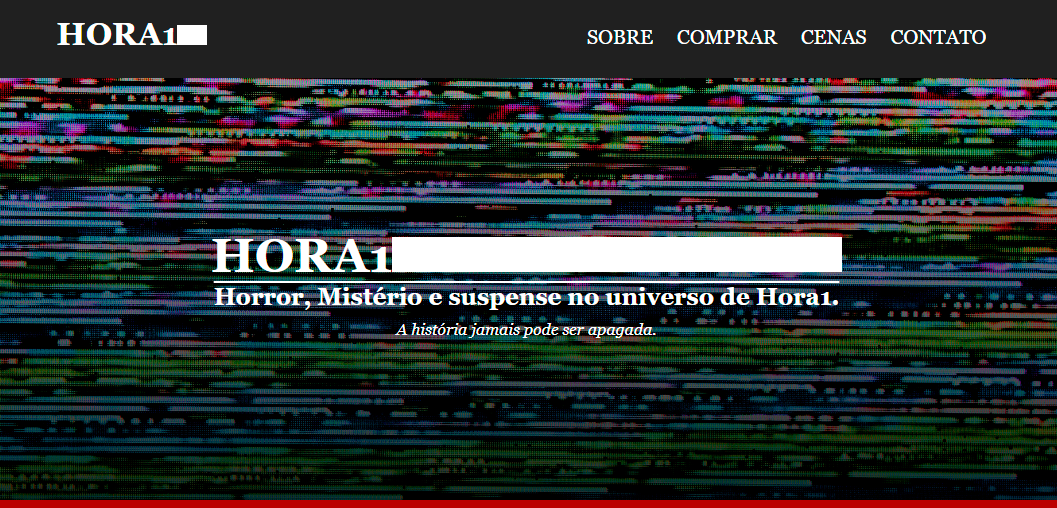 HORA1
SOBRE COMPRAR CENAS CONTATO
HORA1
Horror, Mistério e suspense no universo de Hora1.
A história jamais pode ser apagada.